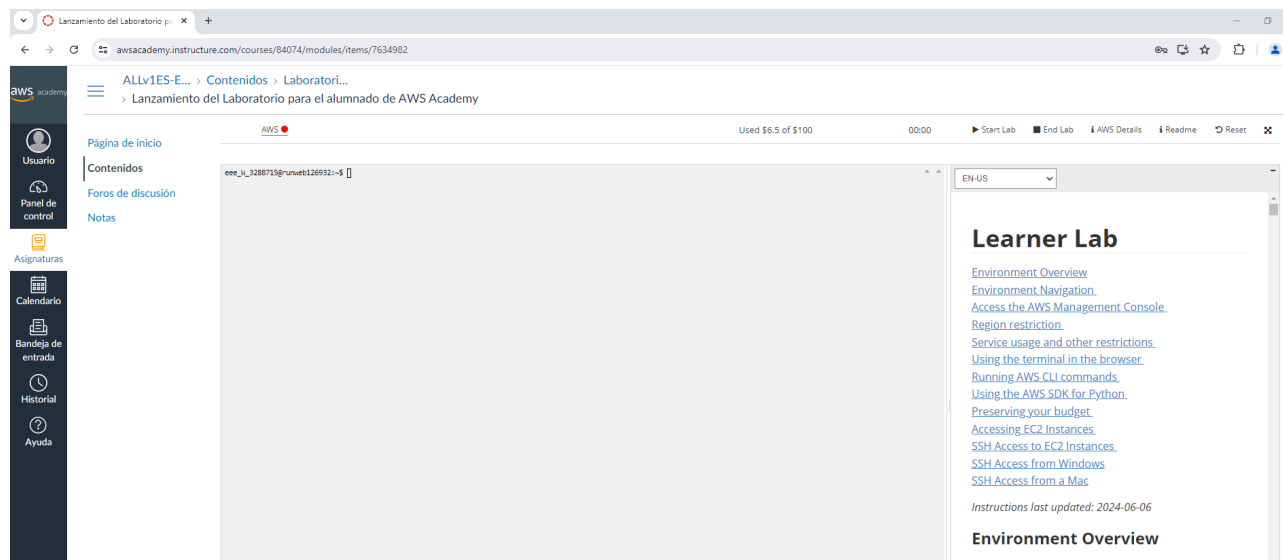 Lanzamiento del Laboratorio pa
awsacademy.instructure.com/courses/84074/modules/items/7634982
aws academy
ALLv1ES-E... > Contenidos > Laboratori...
> Lanzamiento del Laboratorio para el alumnado de AWS Academy
Usuario
Panel de
control
Asignaturas
Calendario
Bandeja de
entrada
Historial
Ayuda
Página de inicio
Contenidos
Foros de discusión
Notas
AWS
Used $6.5 of $100
00:00
Start Lab
End Lab
AWS Details
Readme
Reset
eee_W_3288715@runweb126932:~$
EN-US
Learner Lab
Environment Overview
Environment Navigation
Access the AWS Management Console
Region restriction
Service usage and other restrictions
Using the terminal in the browser
Running AWS CLI commands
Using the AWS SDK for Python
Preserving your budget
Accessing EC2 Instances
SSH Access to EC2 Instances
SSH Access from Windows
SSH Access from a Mac
Instructions last updated: 2024-06-06
Environment Overview